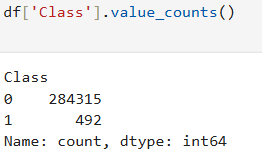 df['Class'].value_counts()
Class
0    284315
1       492
Name: count, dtype: int64